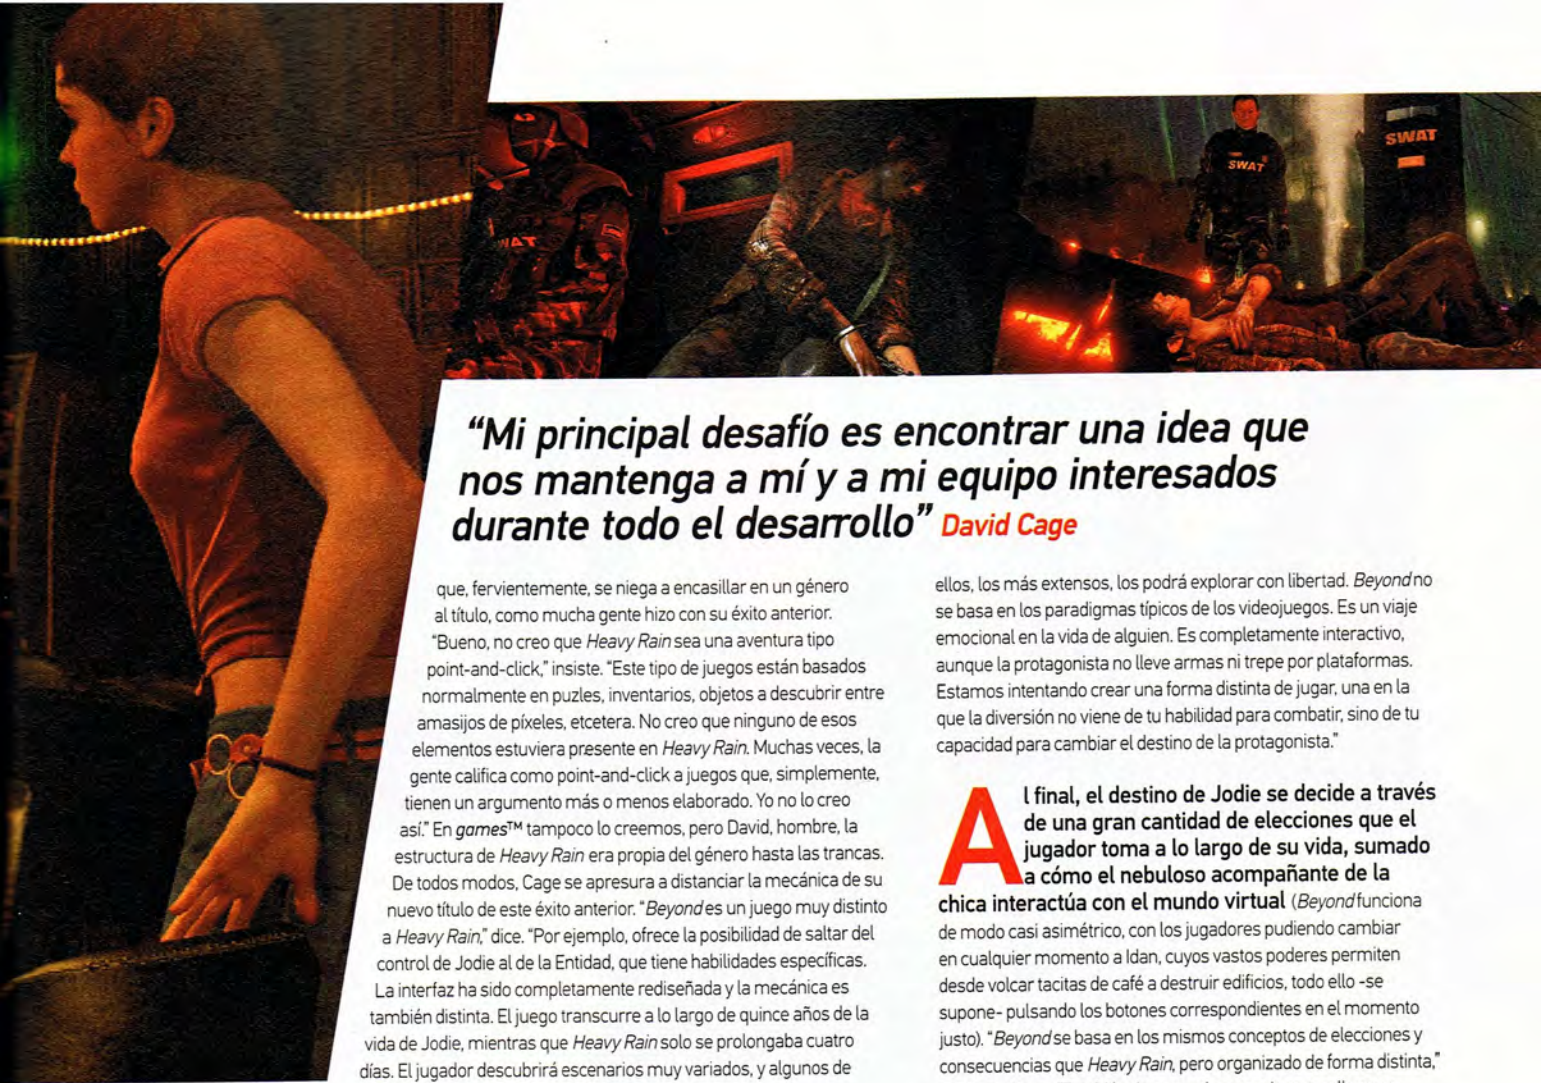 SWAT
SWAT
WAT
“Mi principal desafío es encontrar una idea que
nos mantenga a mí y a mi equipo interesados
durante todo el desarrollo” David Cage
que, fervientemente, se niega a encasillar en un género
al título, como mucha gente hizo con su éxito anterior.
“Bueno, no creo que Heavy Rain sea una aventura tipo
point-and-click,” insiste. “Este tipo de juegos están basados
normalmente en puzles, inventarios, objetos a descubrir entre
amasijos de píxeles, etcetera. No creo que ninguno de esos
elementos estuviera presente en Heavy Rain. Muchas veces, la
gente califica como point-and-click a juegos que, simplemente,
tienen un argumento más o menos elaborado. Yo no lo creo
así.” En games™ tampoco lo creemos, pero David, hombre, la
estructura de Heavy Rain era propia del género hasta las trancas.
De todos modos, Cage se apresura a distanciar la mecánica de su
nuevo título de este éxito anterior. “Beyond es un juego muy distinto
a Heavy Rain,” dice. “Por ejemplo, ofrece la posibilidad de saltar del
control de Jodie al de la Entidad, que tiene habilidades específicas.
La interfaz ha sido completamente rediseñada y la mecánica es
también distinta. El juego transcurre a lo largo de quince años de la
vida de Jodie, mientras que Heavy Rain solo se prolongaba cuatro
días. El jugador descubrirá escenarios muy variados, y algunos de
ellos, los más extensos, los podrá explorar con libertad. Beyond no
se basa en los paradigmas típicos de los videojuegos. Es un viaje
emocional en la vida de alguien. Es completamente interactivo,
aunque la protagonista no lleve armas ni trepe por plataformas.
Estamos intentando crear una forma distinta de jugar, una en la
que la diversión no viene de tu habilidad para combatir, sino de tu
capacidad para cambiar el destino de la protagonista.”
Al final, el destino de Jodie se decide a través
de una gran cantidad de elecciones que el
jugador toma a lo largo de su vida, sumado
a cómo el nebuloso acompañante de la
chica interactúa con el mundo virtual (Beyond funciona
de modo casi asimétrico, con los jugadores pudiendo cambiar
en cualquier momento a Idan, cuyos vastos poderes permiten
desde volcar tacitas de café a destruir edificios, todo ello -se
supone- pulsando los botones correspondientes en el momento
justo). “Beyond se basa en los mismos conceptos de elecciones y
consecuencias que Heavy Rain, pero organizado de forma distinta,”